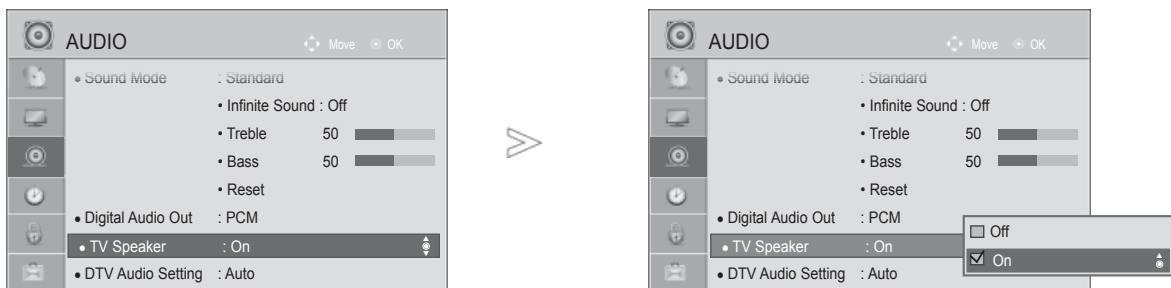 AUDIO
Move OK
• Sound Mode : Standard
• Infinite Sound : Off
• Treble 50
• Bass 50
• Reset
• Digital Audio Out : PCM
• TV Speaker : On
• DTV Audio Setting : Auto
AUDIO
Move OK
• Sound Mode : Standard
• Infinite Sound : Off
• Treble 50
• Bass 50
• Reset
• Digital Audio Out : PCM
• TV Speaker : On
• DTV Audio Setting : Auto
Off
On